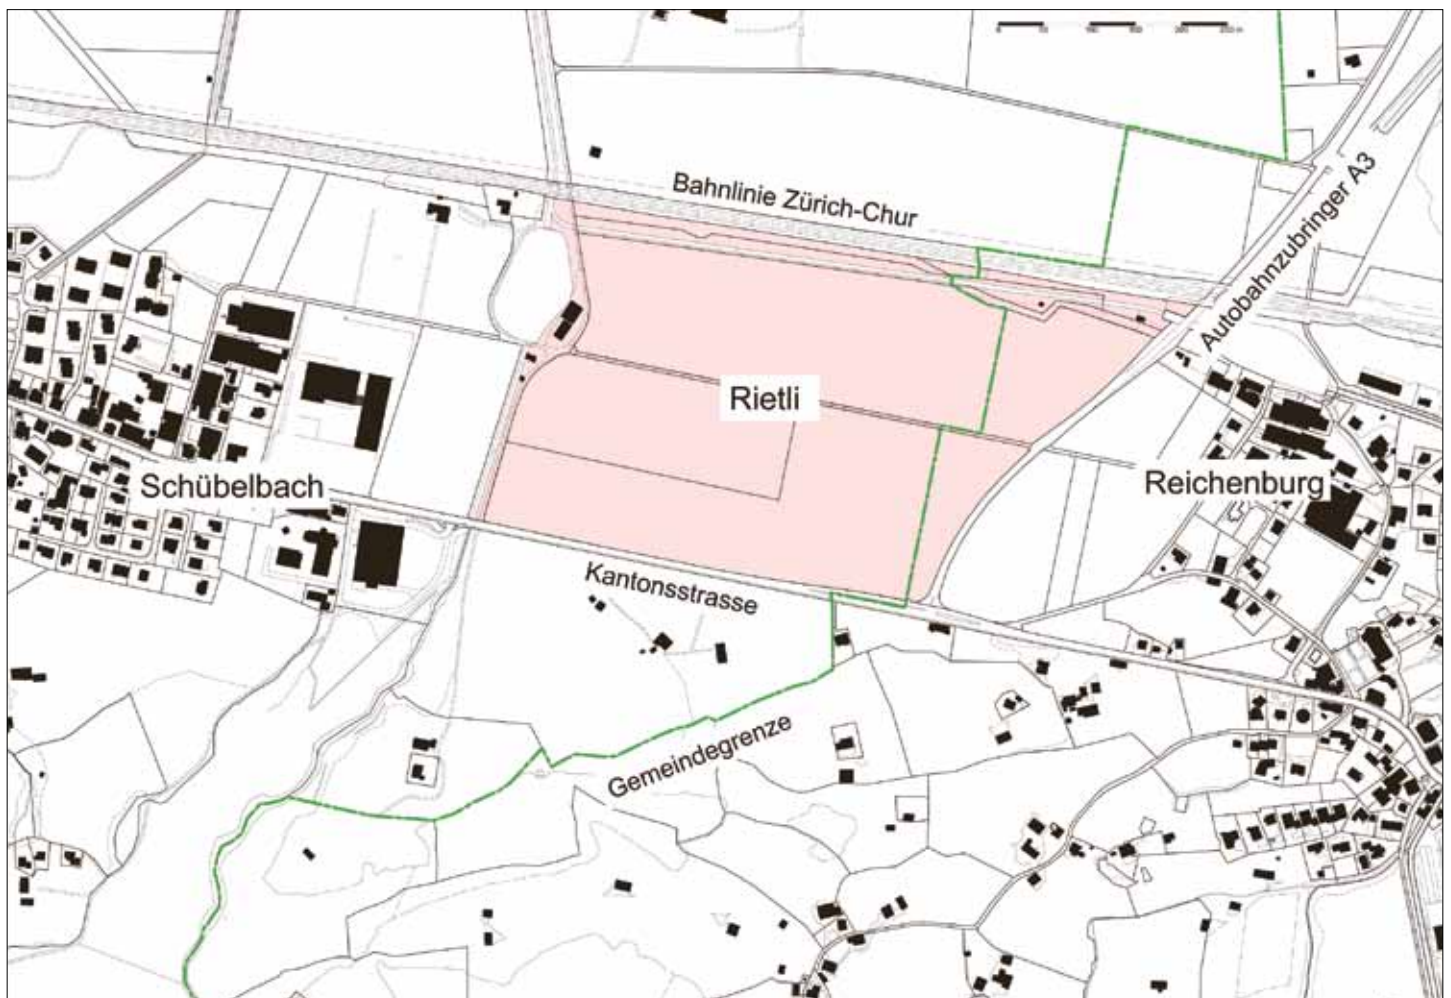 Bahnlinie Zürich-Chur
Autobahnzubringer A3
Rietli
Schübelbach
Reichenburg
Kantonsstrasse
Gemeindegrenze